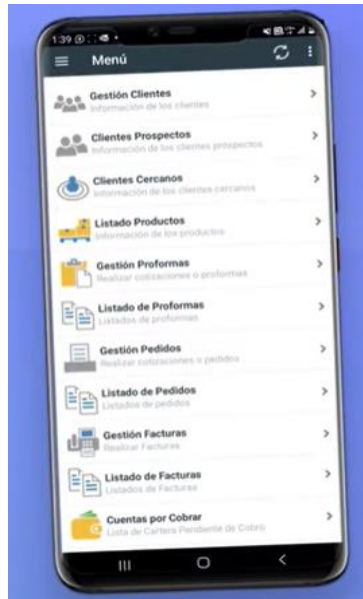 1:39
Menú
Gestión Clientes
Información de los clientes
Clientes Prospectos
Información de los clientes prospectos
Clientes Cercanos
Información de los clientes cercanos
Listado Productos
Información de los productos
Gestión Proformas
Realizar cotizaciones o proformas
Listado de Proformas
Listados de proformas
Gestión Pedidos
Realizar cotizaciones o pedidos
Listado de Pedidos
Listados de pedidos
Gestión Facturas
Realizar Facturas
Listado de Facturas
Listados de Facturas
Cuentas por Cobrar
Lista de Cartera Pendiente de Cobro